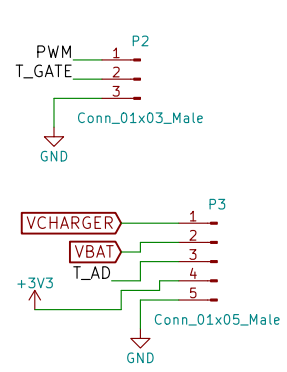 P2
PWM 1
T_GATE 2
3
Conn_01x03_Male
GND
P3
VCHARGER 1
2
VBAT
3
T_AD
+3V3 4
5
Conn_01x05_Male
GND